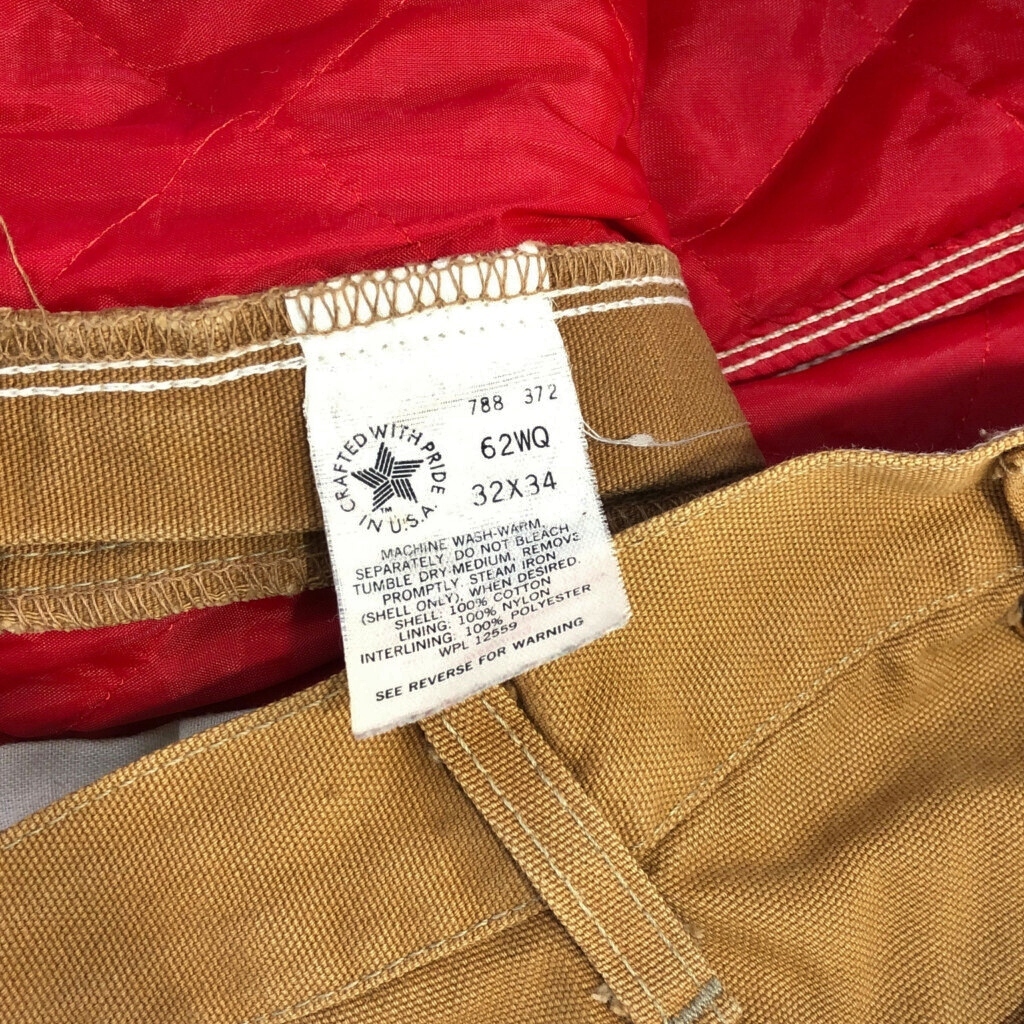 788 372
62WQ
32X34
CRAFTED WITH PRIDE
IN U.S.A.
TM
MACHINE WASH-WARM,
SEPARATELY. DO NOT BLEACH.
TUMBLE DRY MEDIUM, REMOVE
PROMPTLY. STEAM IRON
(SHELL ONLY), WHEN DESIRED.
SHELL: 100% COTTON
LINING: 100% NYLON
INTERLINING: 100% POLYESTER
WPL 12559
SEE REVERSE FOR WARNING